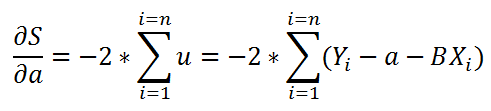 ∂S/∂a = −2 * ∑_{i=1}^{i=n} u = −2 * ∑_{i=1}^{i=n} (Y_i − a − BX_i)